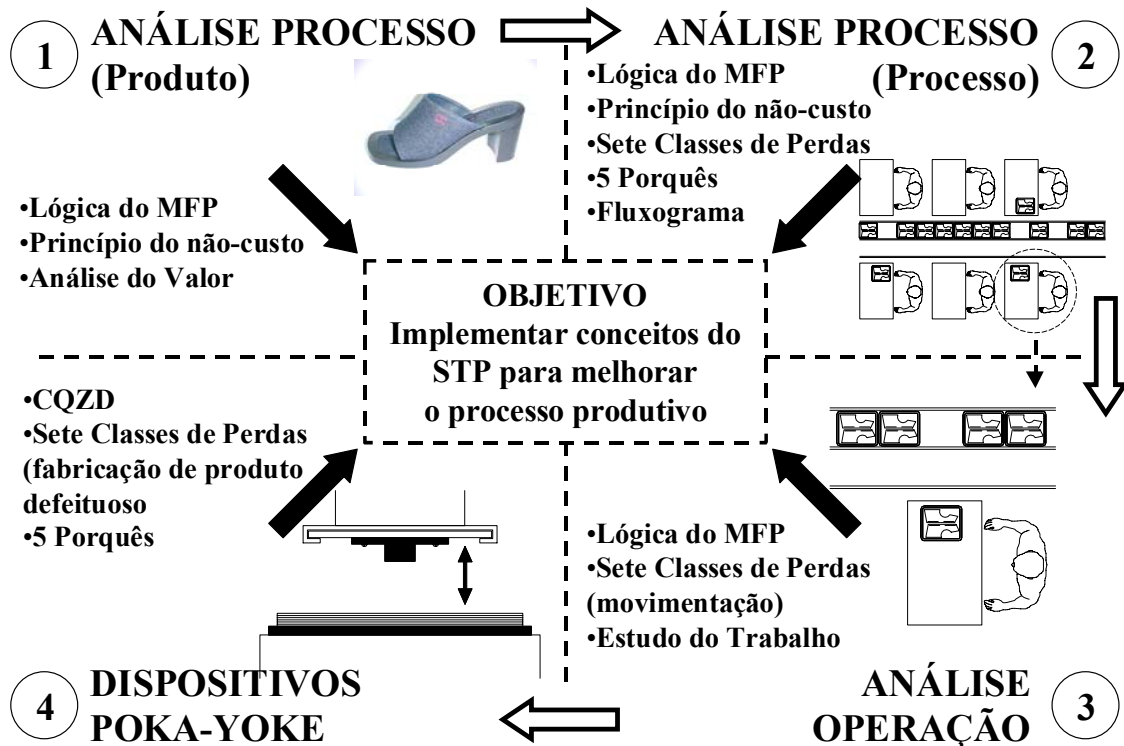 1
ANÁLISE PROCESSO
(Produto)
•Lógica do MFP
•Princípio do não-custo
•Análise do Valor
2
ANÁLISE PROCESSO
(Processo)
•Lógica do MFP
•Princípio do não-custo
•Sete Classes de Perdas
•5 Porquês
•Fluxograma
OBJETIVO
Implementar conceitos do
STP para melhorar
o processo produtivo
•CQZD
•Sete Classes de Perdas
(fabricação de produto
defeituoso
•5 Porquês
•Lógica do MFP
•Sete Classes de Perdas
(movimentação)
•Estudo do Trabalho
4
DISPOSITIVOS
POKA-YOKE
ANÁLISE
OPERAÇÃO
3